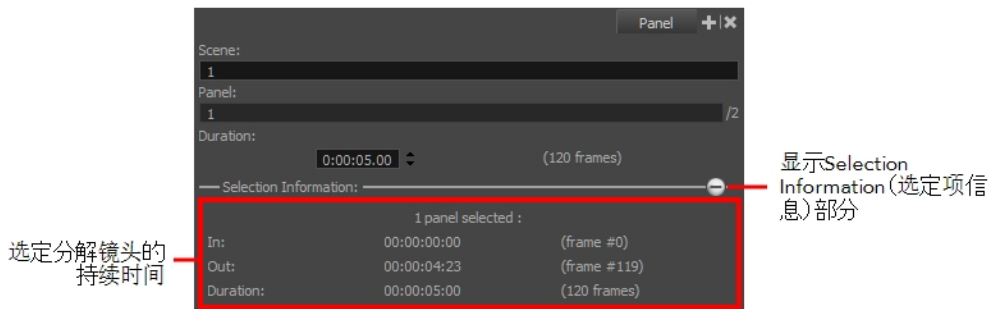 Panel
Scene:
1
Panel:
1 /2
Duration:
0:00:05.00 (120 frames)
Selection Information:
1 panel selected :
In: 00:00:00:00 (frame #0)
Out: 00:00:04:23 (frame #119)
Duration: 00:00:05:00 (120 frames)
选定分解镜头的
持续时间
显示Selection
Information(选定项信
息)部分